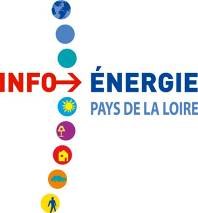 INFO→ ÉNERGIE
PAYS DE LA LOIRE